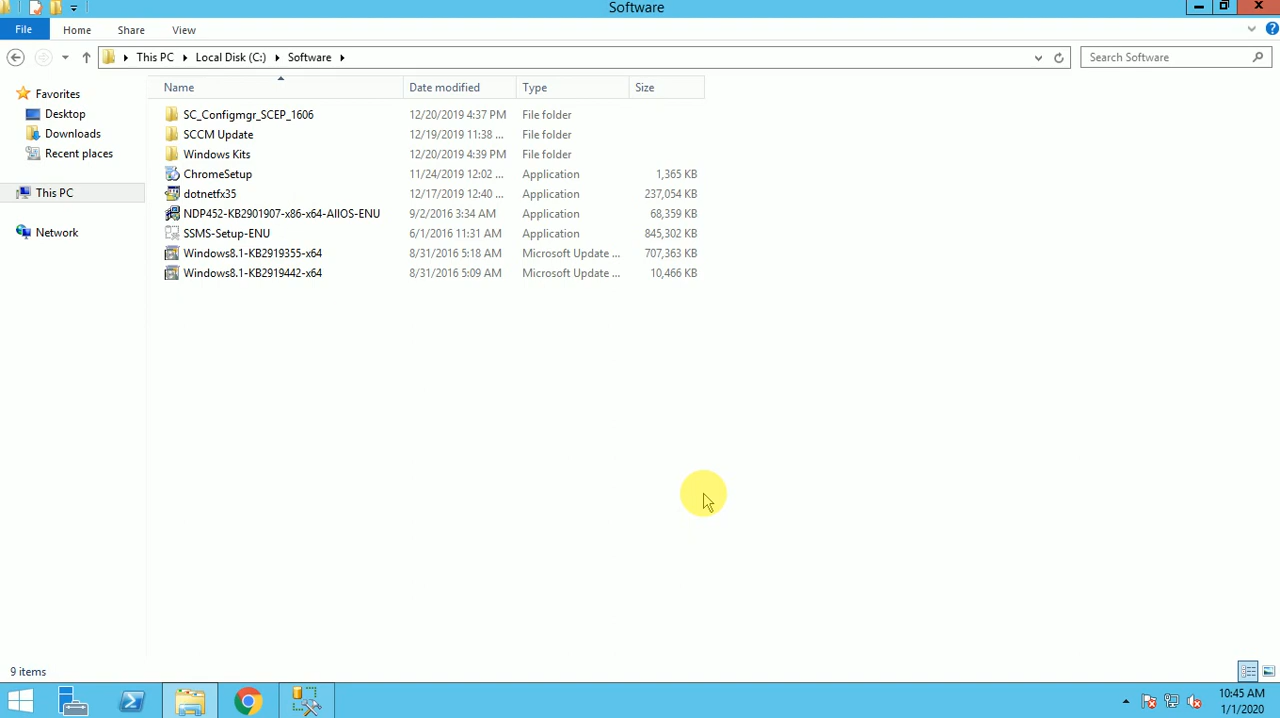 Software
File Home Share View
This PC Local Disk (C:) Software Search Software
Name Date modified Type Size
Favorites
Desktop
Downloads
Recent places
This PC
Network
SC_Configmgr_SCEP_1606 12/20/2019 4:37 PM File folder
SCCM Update 12/19/2019 11:38 ... File folder
Windows Kits 12/20/2019 4:39 PM File folder
ChromeSetup 11/24/2019 12:02 ... Application 1,365 KB
dotnetfx35 12/17/2019 12:40 ... Application 237,054 KB
NDP452-KB2901907-x86-x64-AllOS-ENU 9/2/2016 3:34 AM Application 68,359 KB
SSMS-Setup-ENU 6/1/2016 11:31 AM Application 845,302 KB
Windows8.1-KB2919355-x64 8/31/2016 5:18 AM Microsoft Update ... 707,363 KB
Windows8.1-KB2919442-x64 8/31/2016 5:09 AM Microsoft Update ... 10,466 KB
9 items
10:45 AM
1/1/2020